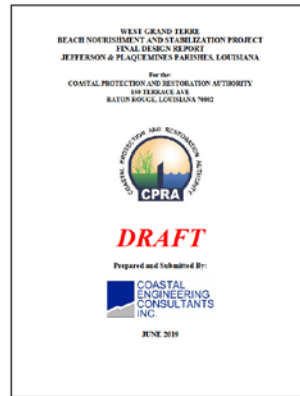 WEST GRAND TERRE
BEACH NOURISHMENT AND STABILIZATION PROJECT
FINAL DESIGN REPORT
JEFFERSON & PLAQUEMINES PARISHES, LOUISIANA
For the:
COASTAL PROTECTION AND RESTORATION AUTHORITY
150 TERRACE AVE
BATON ROUGE, LOUISIANA 70802
COASTAL PROTECTION AND RESTORATION AUTHORITY
CPRA
DRAFT
Prepared and Submitted By:
COASTAL
ENGINEERING
CONSULTANTS
INC.
JUNE 2019